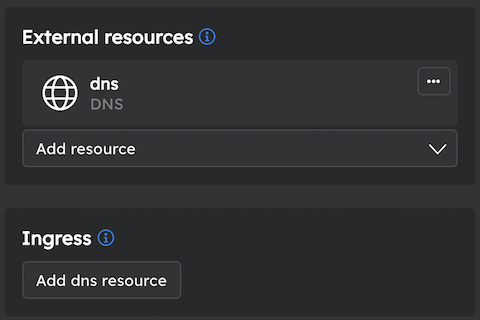 External resources
dns
DNS
Add resource
Ingress
Add dns resource